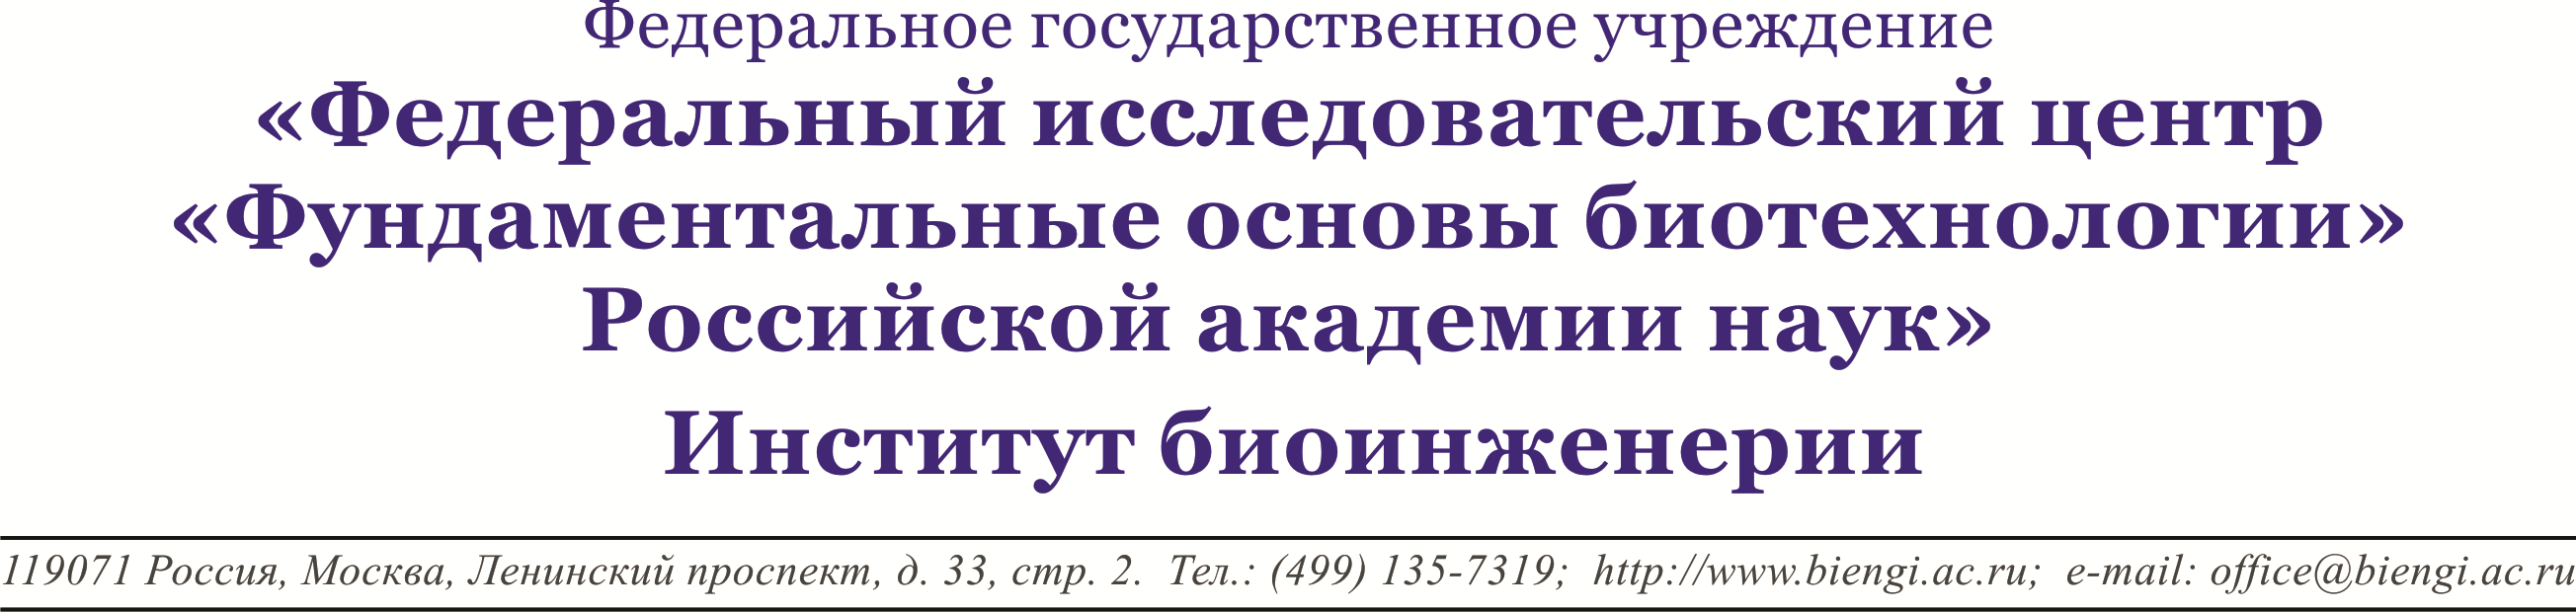 Федеральное государственное учреждение
«Федеральный исследовательский центр
«Фундаментальные основы биотехнологии»
Российской академии наук»
Институт биоинженерии
119071 Россия, Москва, Ленинский проспект, д. 33, стр. 2. Тел.: (499) 135-7319; http://www.biengi.ac.ru; e-mail: office@biengi.ac.ru